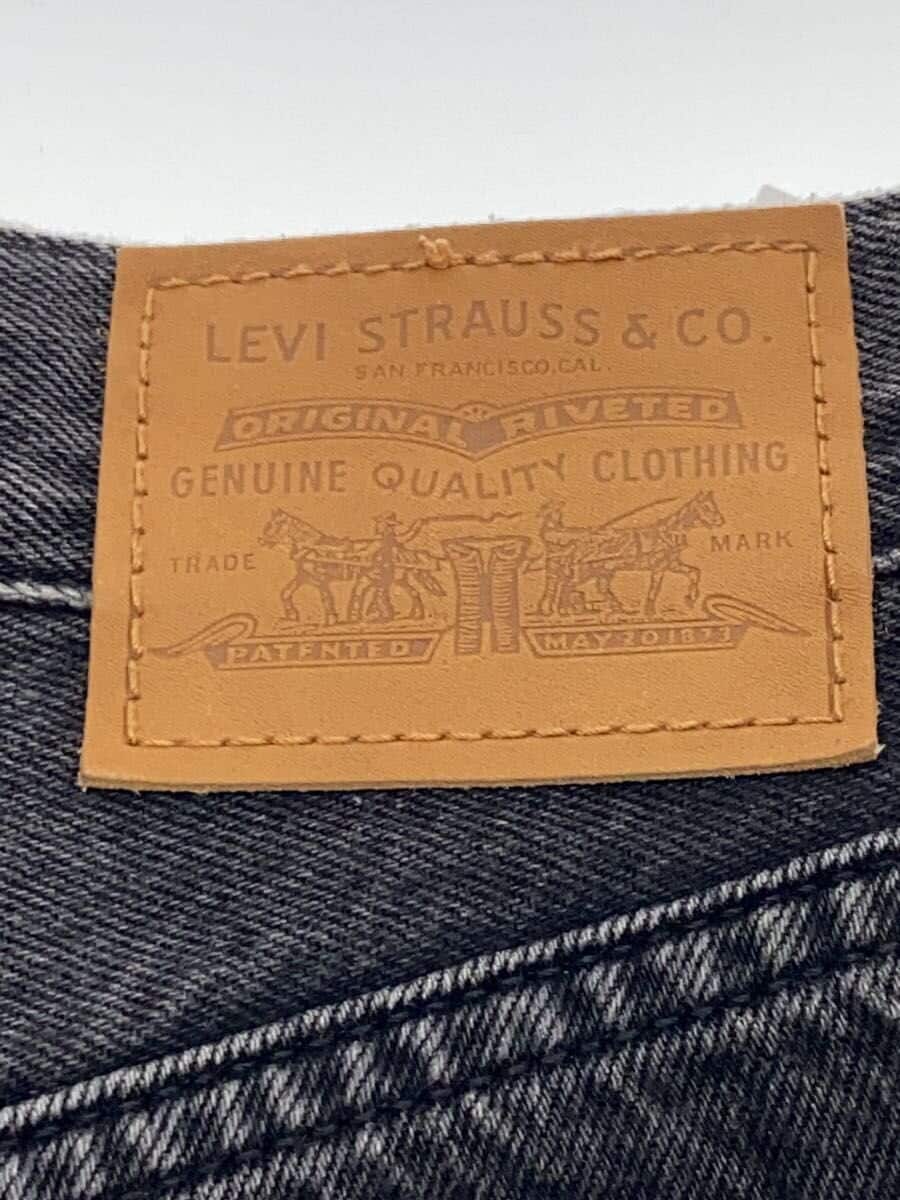 LEVI STRAUSS & CO.
SAN FRANCISCO, CAL.
ORIGINAL RIVETED
GENUINE QUALITY CLOTHING
TRADE MARK
PATENTED MAY 20 1873